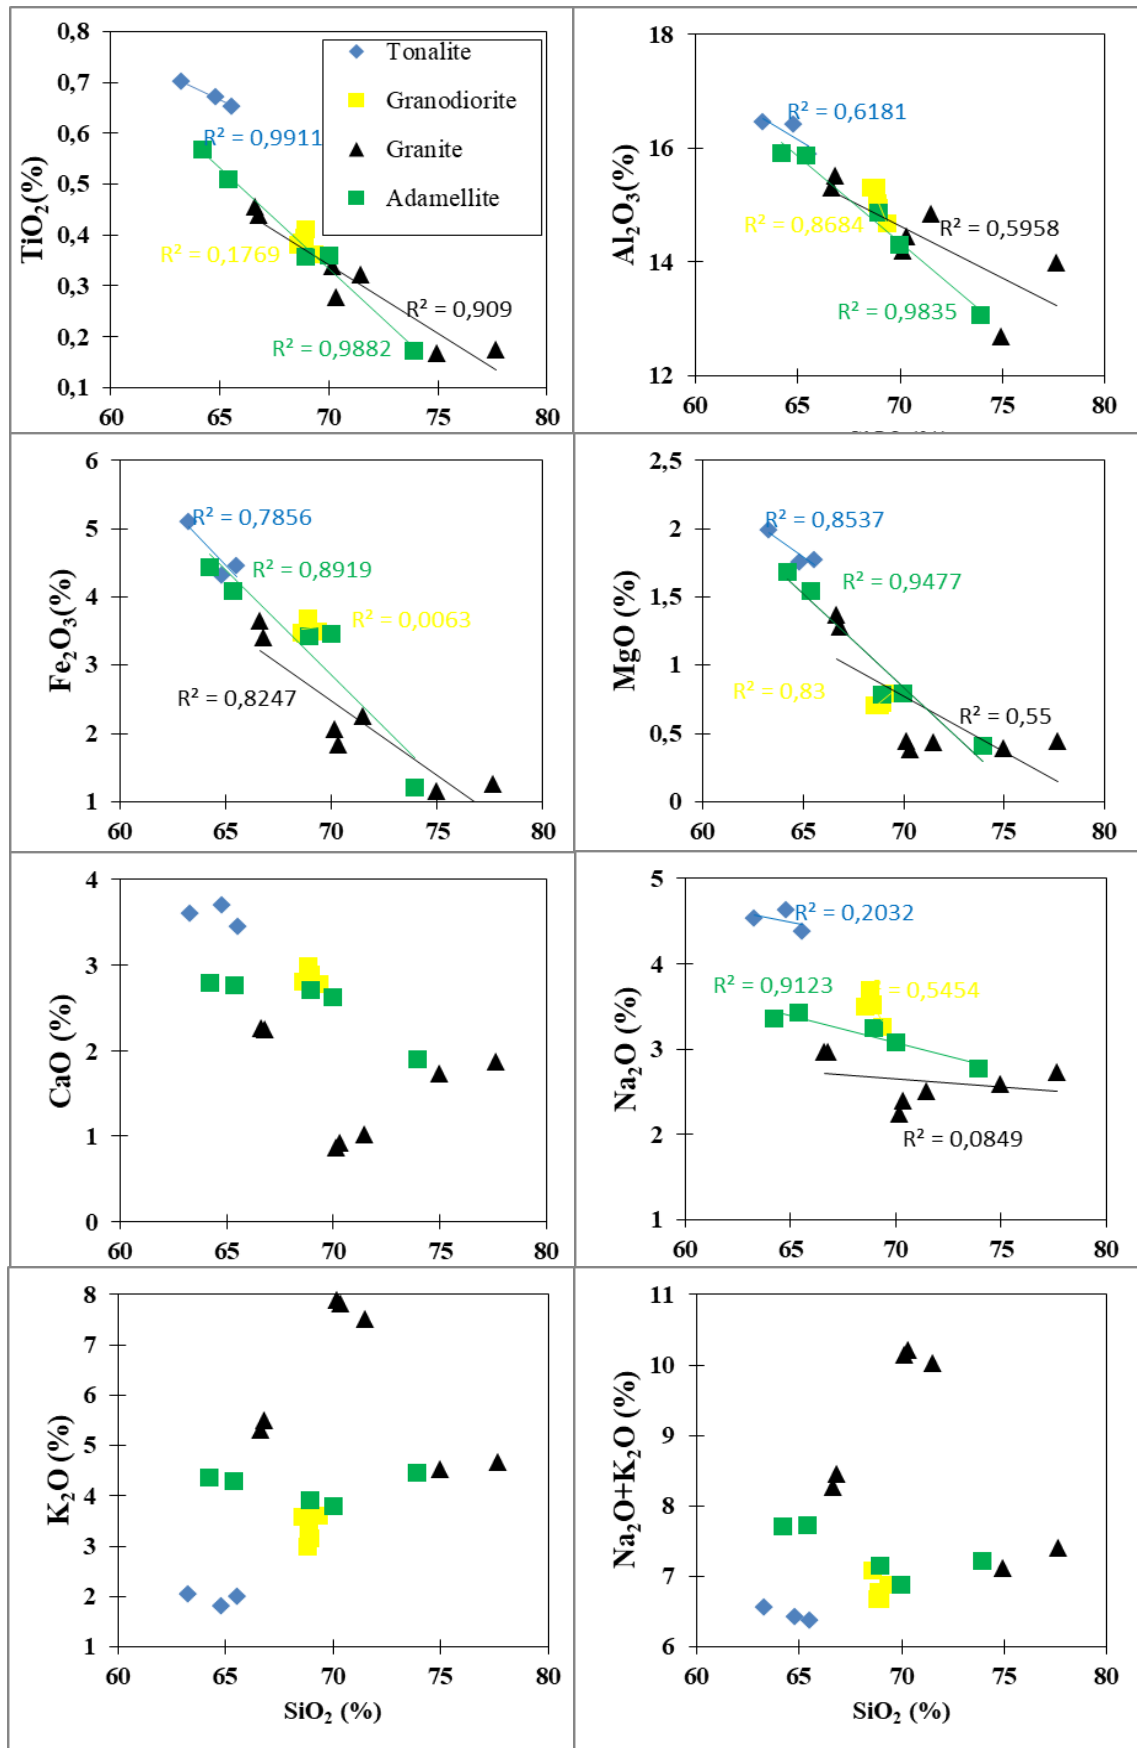 0,8
0,7
0,6
0,5
0,4
0,3
0,2
0,1
60 65 70 75 80
TiO₂(%)
Tonalite
Granodiorite
Granite
Adamellite
R² = 0,9911
R² = 0,1769
R² = 0,909
R² = 0,9882
18
16
14
12
60 65 70 75 80
Al₂O₃(%)
R² = 0,6181
R² = 0,8684
R² = 0,5958
R² = 0,9835
6
5
4
3
2
1
60 65 70 75 80
Fe₂O₃(%)
R² = 0,7856
R² = 0,8919
R² = 0,0063
R² = 0,8247
2,5
2
1,5
1
0,5
0
60 65 70 75 80
MgO (%)
R² = 0,8537
R² = 0,9477
R² = 0,83
R² = 0,55
4
3
2
1
0
60 65 70 75 80
CaO (%)
5
4
3
2
1
60 65 70 75 80
Na₂O (%)
R² = 0,2032
R² = 0,9123
= 0,5454
R² = 0,0849
8
7
6
5
4
3
2
1
60 65 70 75 80
K₂O (%)
SiO₂ (%)
11
10
9
8
7
6
60 65 70 75 80
Na₂O+K₂O (%)
SiO₂ (%)